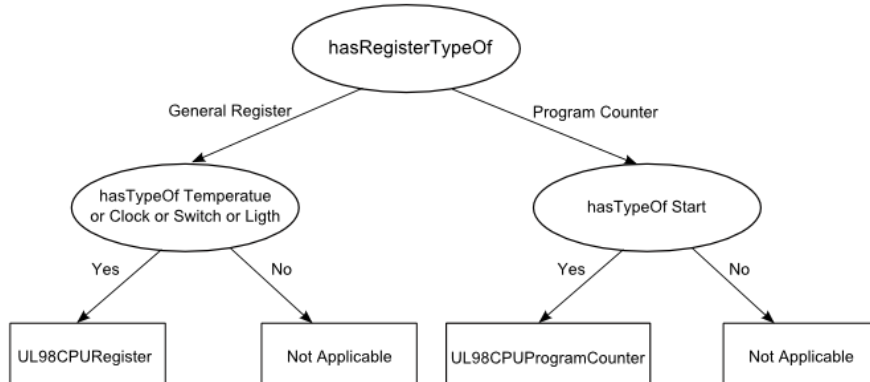 hasRegisterTypeOf
General Register
Program Counter
hasTypeOf Temperatue
or Clock or Switch or Ligth
hasTypeOf Start
Yes
No
Yes
No
UL98CPURegister
Not Applicable
UL98CPUProgramCounter
Not Applicable